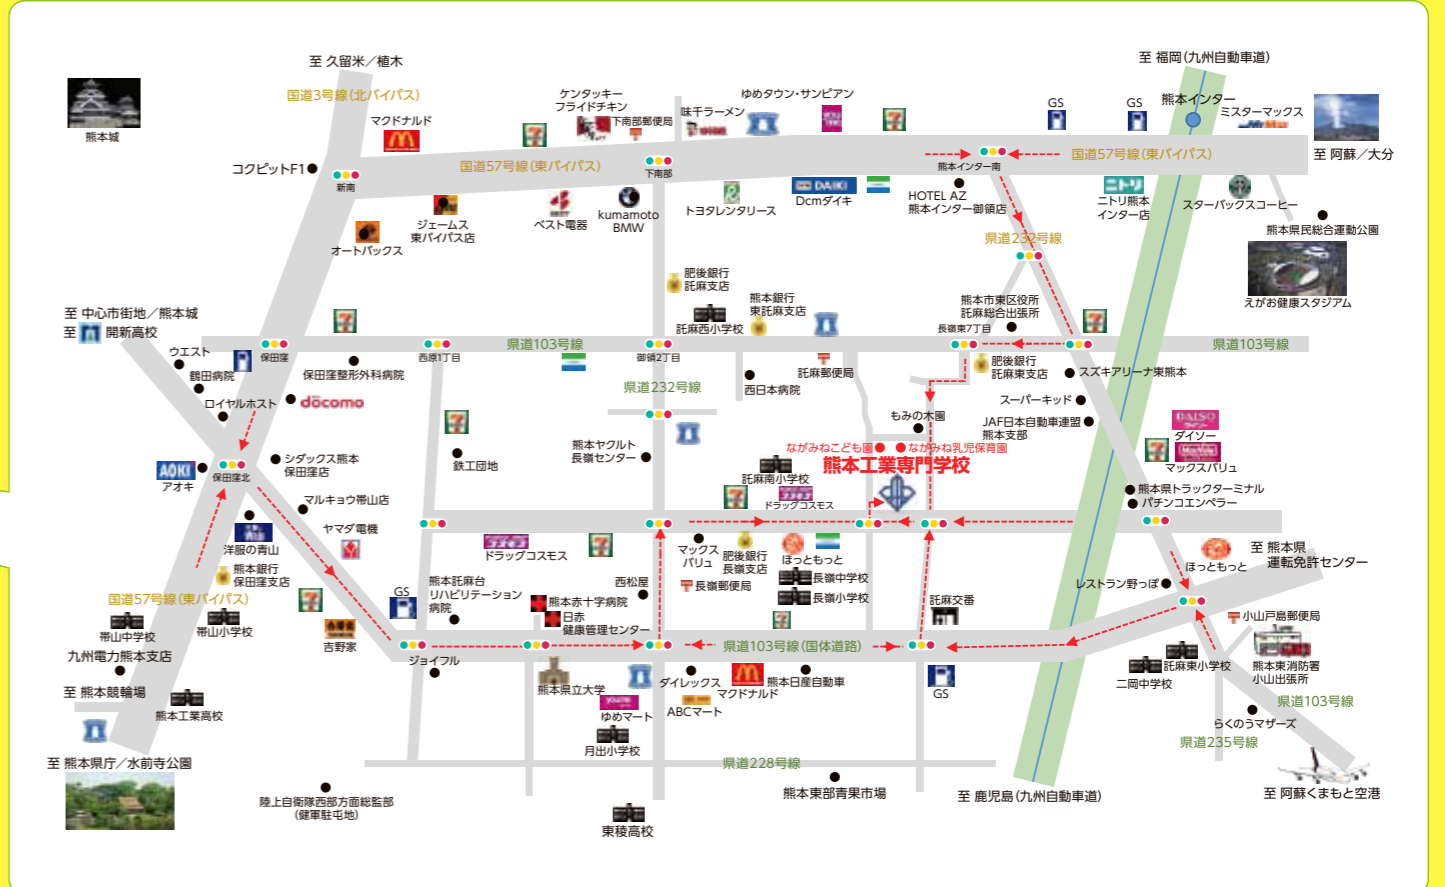 至 久留米／植木
国道3号線（北バイパス）
熊本城
マクドナルド
コクピットF1
新南
国道57号線（東バイパス）
ケンタッキー
フライドチキン
下南部郵便局
味千ラーメン
ゆめタウン・サンピアン
YOU ME
下南部
GS
GS
至 福岡（九州自動車道）
熊本インター
ミスターマックス
熊本インター南
国道57号線（東バイパス）
至 阿蘇／大分
オートバックス
ジェームス
東バイパス店
ベスト電器
kumamoto
BMW
トヨタレンタリース
DCM DAIKI
Dcmダイキ
HOTEL AZ
熊本インター御領店
ニトリ
ニトリ熊本
インター店
スターバックスコーヒー
熊本県民総合運動公園
えがお健康スタジアム
県道232号線
肥後銀行
託麻支店
託麻西小学校
熊本銀行
東託麻支店
熊本市東区役所
託麻総合出張所
長嶺東7丁目
至 中心市街地／熊本城
至 開新高校
ウエスト
鶴田病院
ロイヤルホスト
保田窪
保田窪整形外科病院
döcomo
西原1丁目
県道103号線
御領2丁目
県道232号線
西日本病院
託麻郵便局
肥後銀行
託麻東支店
県道103号線
スズキアリーナ東熊本
スーパーキッド
JAF日本自動車連盟
熊本支部
もみの木園
ながみねこども園
ながみね乳児保育園
熊本工業専門学校
DAISO
ダイソー
マックスバリュ
熊本県トラックターミナル
パチンコエンペラー
AOKI
アオキ
保田窪北
シダックス熊本
保田窪店
鉄工団地
熊本ヤクルト
長嶺センター
託麻南小学校
コスモス
ドラッグコスモス
マルキョウ帯山店
ヤマダ電機
洋服の青山
熊本銀行
保田窪支店
国道57号線（東バイパス）
帯山中学校
帯山小学校
九州電力熊本支店
至 熊本競輪場
熊本工業高校
至 熊本県庁／水前寺公園
吉野家
GS
コスモス
ドラッグコスモス
熊本託麻台
リハビリテーション
病院
熊本赤十字病院
日赤
健康管理センター
西松屋
マックス
バリュ
肥後銀行
長嶺支店
長嶺郵便局
ほっともっと
長嶺中学校
長嶺小学校
託麻交番
県道103号線（国体道路）
ジョイフル
熊本県立大学
ゆめマート
月出小学校
ダイレックス
ABCマート
マクドナルド
熊本日産自動車
GS
ほっともっと
レストラン野っぽ
至 熊本県
運転免許センター
小山戸島郵便局
熊本東消防署
小山出張所
託麻東小学校
二岡中学校
県道103号線
らくのうマザーズ
県道235号線
県道228号線
陸上自衛隊西部方面総監部
（健軍駐屯地）
東稜高校
熊本東部青果市場
至 鹿児島（九州自動車道）
至 阿蘇くまもと空港